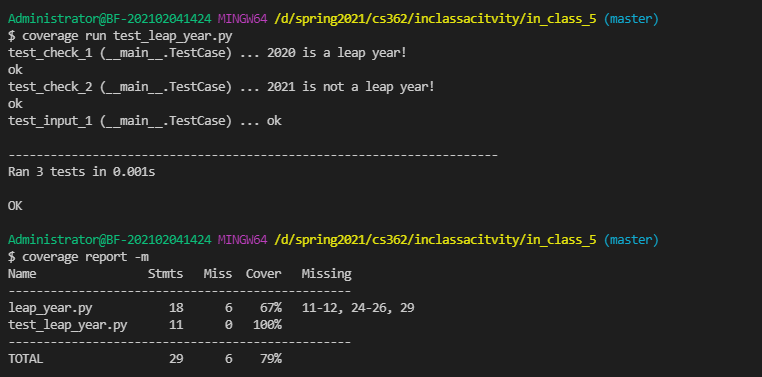 Administrator@BF-202102041424 MINGW64 /d/spring2021/cs362/inclassacitvity/in_class_5 (master)
$ coverage run test_leap_year.py
test_check_1 (__main__.TestCase) ... 2020 is a leap year!
ok
test_check_2 (__main__.TestCase) ... 2021 is not a leap year!
ok
test_input_1 (__main__.TestCase) ... ok
----------------------------------------------------------------------
Ran 3 tests in 0.001s
OK
Administrator@BF-202102041424 MINGW64 /d/spring2021/cs362/inclassacitvity/in_class_5 (master)
$ coverage report -m
Name                Stmts   Miss  Cover   Missing
-------------------------------------------------
leap_year.py           18      6    67%   11-12, 24-26, 29
test_leap_year.py      11      0   100%
-------------------------------------------------
TOTAL                  29      6    79%